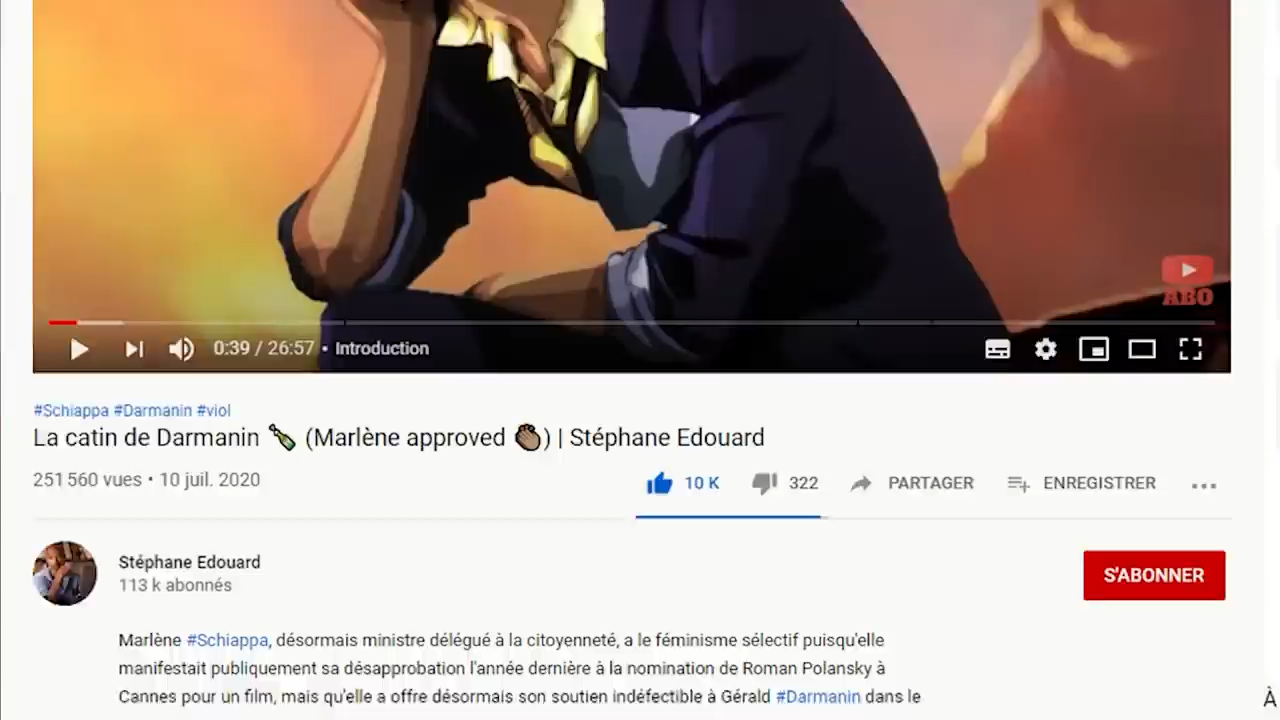 ABO
0:39 / 26:57 • Introduction
#Schiappa #Darmanin #viol
La catin de Darmanin 🍾 (Marlène approved 👏🏽) | Stéphane Edouard
251 560 vues • 10 juil. 2020
10 K
322
PARTAGER
ENREGISTRER
Stéphane Edouard
113 k abonnés
S'ABONNER
Marlène #Schiappa, désormais ministre délégué à la citoyenneté, a le féminisme sélectif puisqu'elle
manifestait publiquement sa désapprobation l'année dernière à la nomination de Roman Polansky à
Cannes pour un film, mais qu'elle a offre désormais son soutien indéfectible à Gérald #Darmanin dans le
À